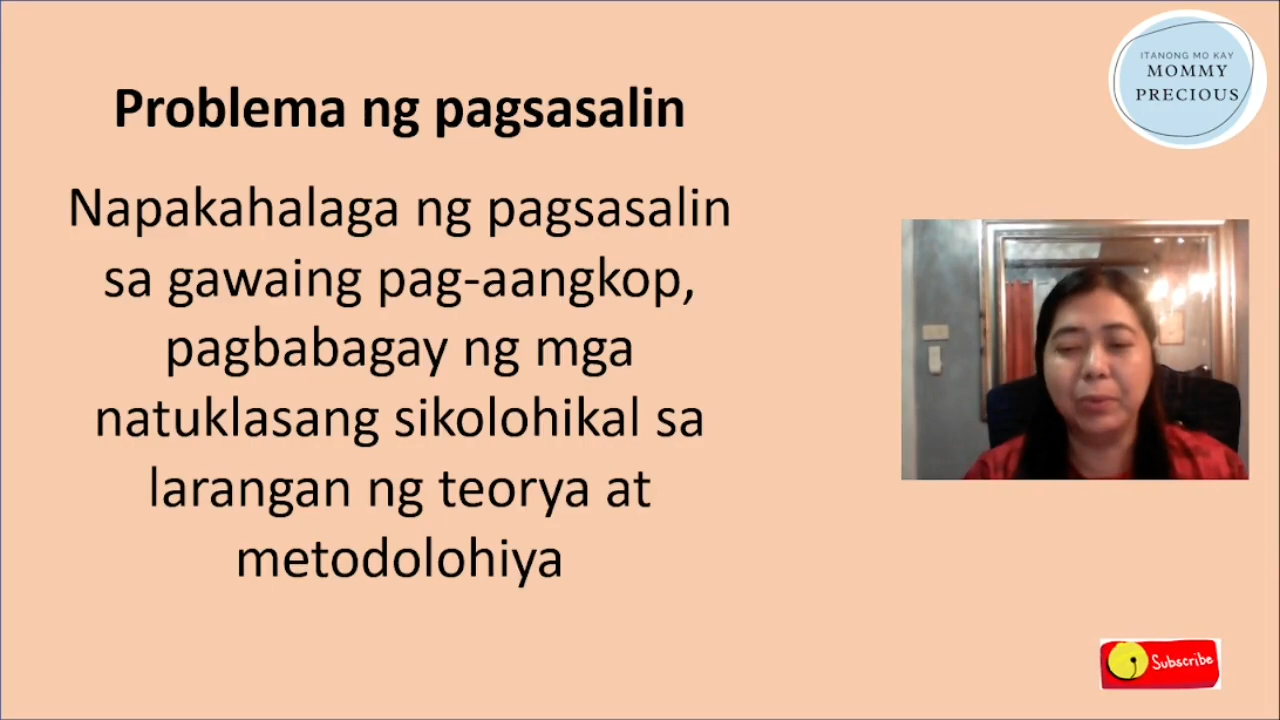 Problema ng pagsasalin
Napakahalaga ng pagsasalin
sa gawaing pag-aangkop,
pagbabagay ng mga
natuklasang sikolohikal sa
larangan ng teorya at
metodolohiya
ITANONG MO KAY
MOMMY
PRECIOUS
Subscribe